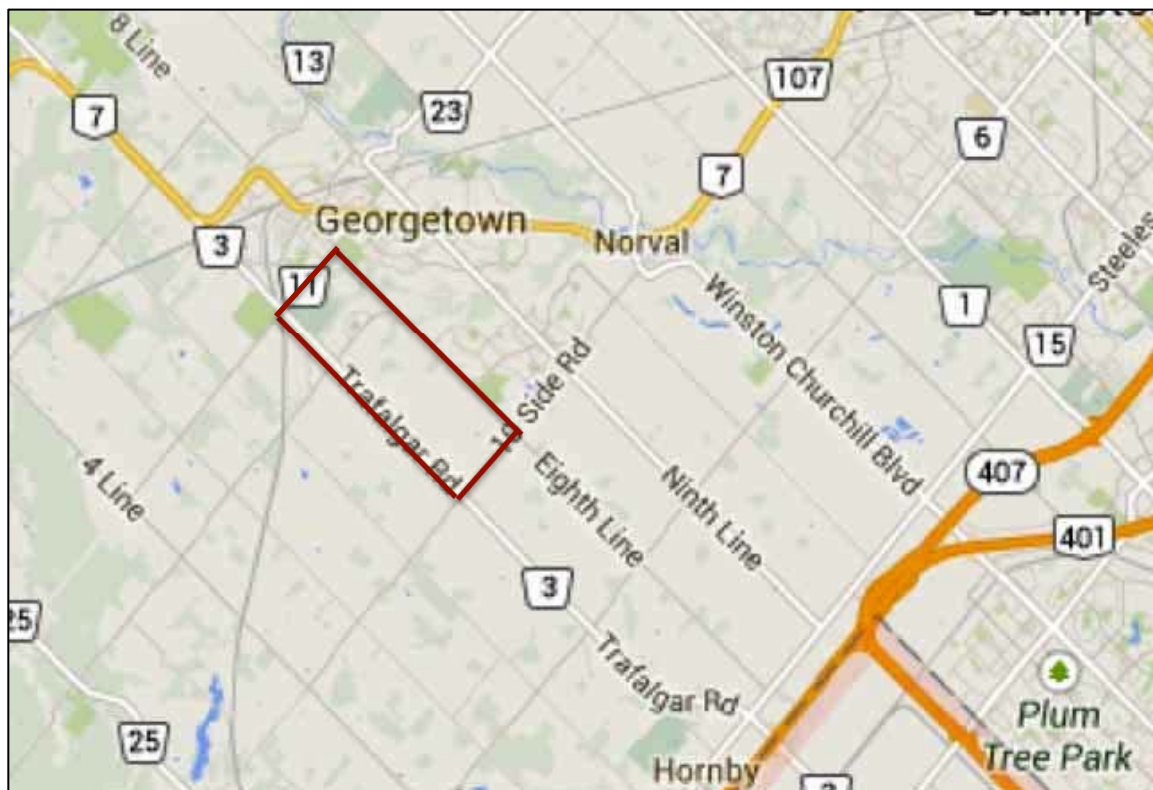 Brampto
8 Line
13
107
23
7
6
7
Georgetown
3
Norval
Steeles
11
Winston Churchill Blvd
1
15
Side Rd
Trafalgar Rd
407
4 Line
Eighth Line
Ninth Line
401
3
25
Trafalgar Rd
25
Plum
Tree Park
Hornby
3